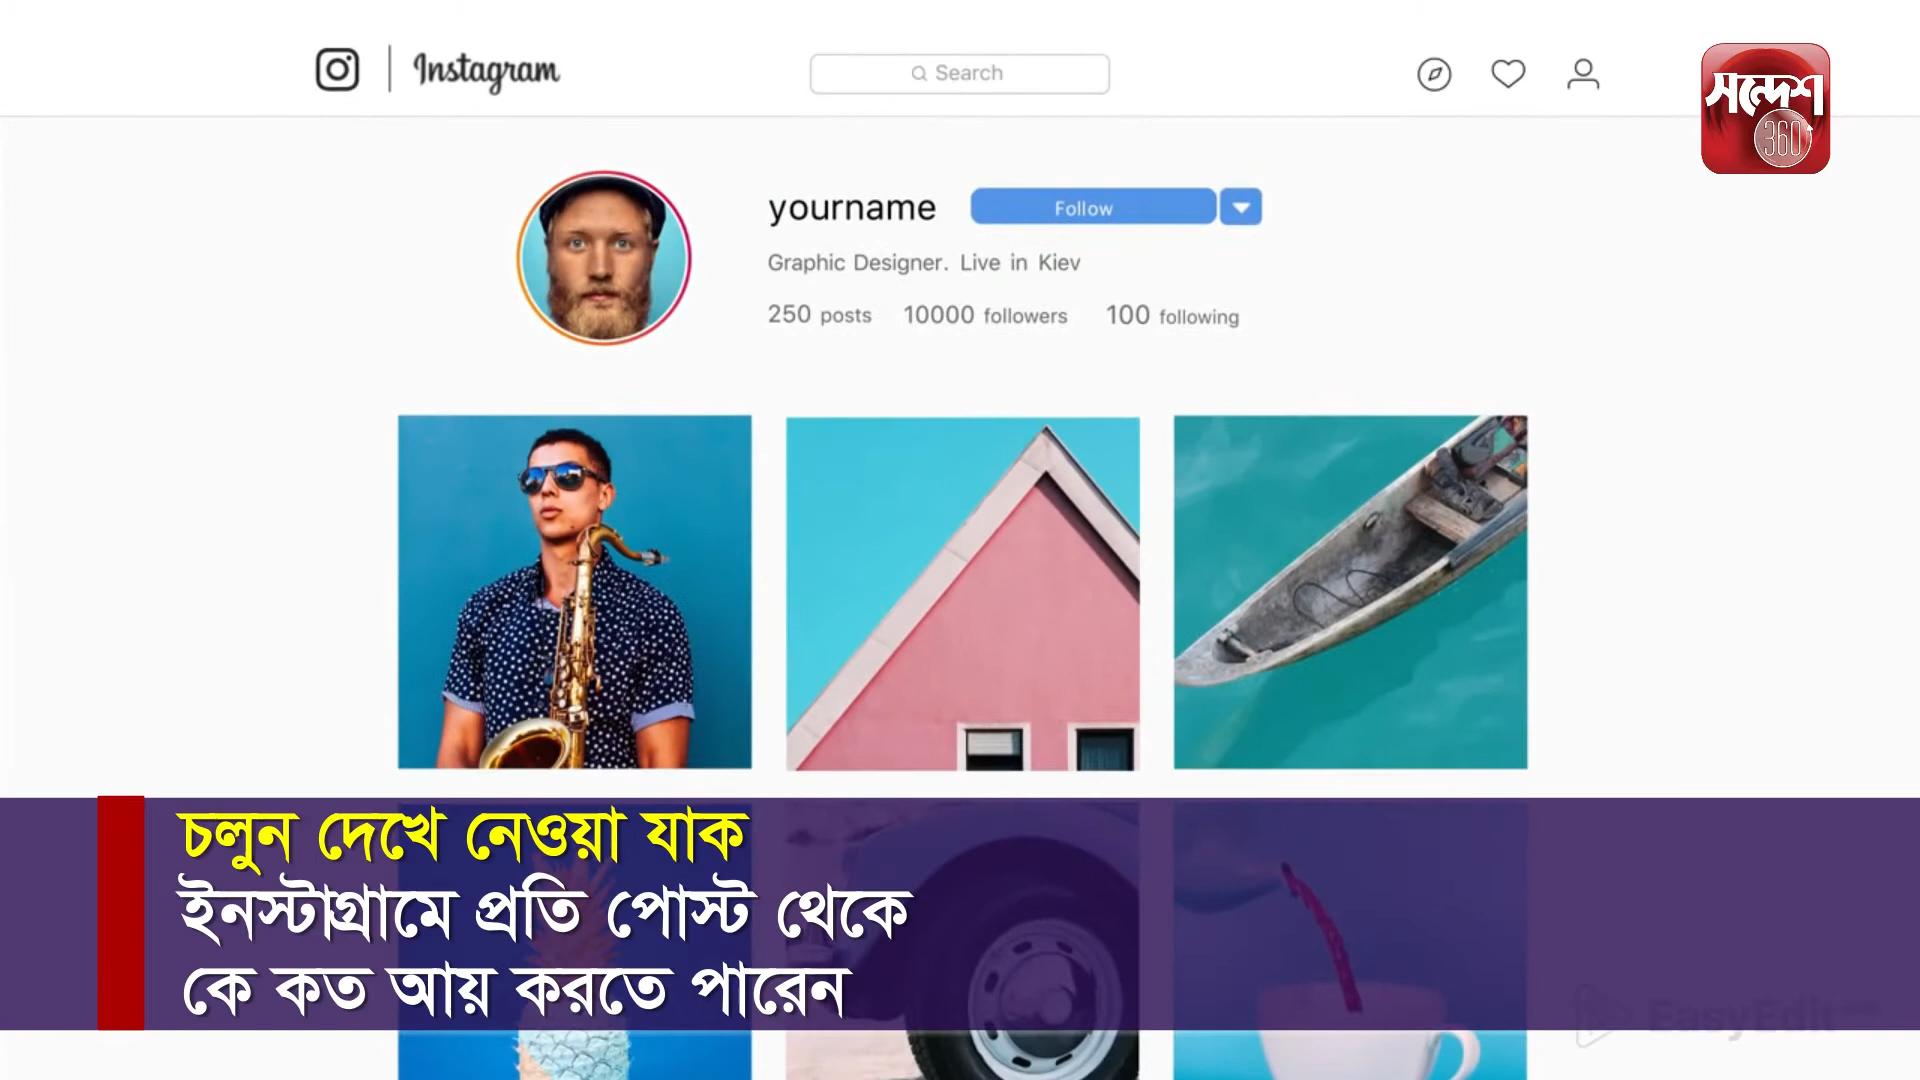 Instagram
Search
সন্দেশ
360
yourname
Follow
Graphic Designer. Live in Kiev
250 posts 10000 followers 100 following
চলুন দেখে নেওয়া যাক
ইনস্টাগ্রামে প্রতি পোস্ট থেকে
কে কত আয় করতে পারেন
EasyEdit